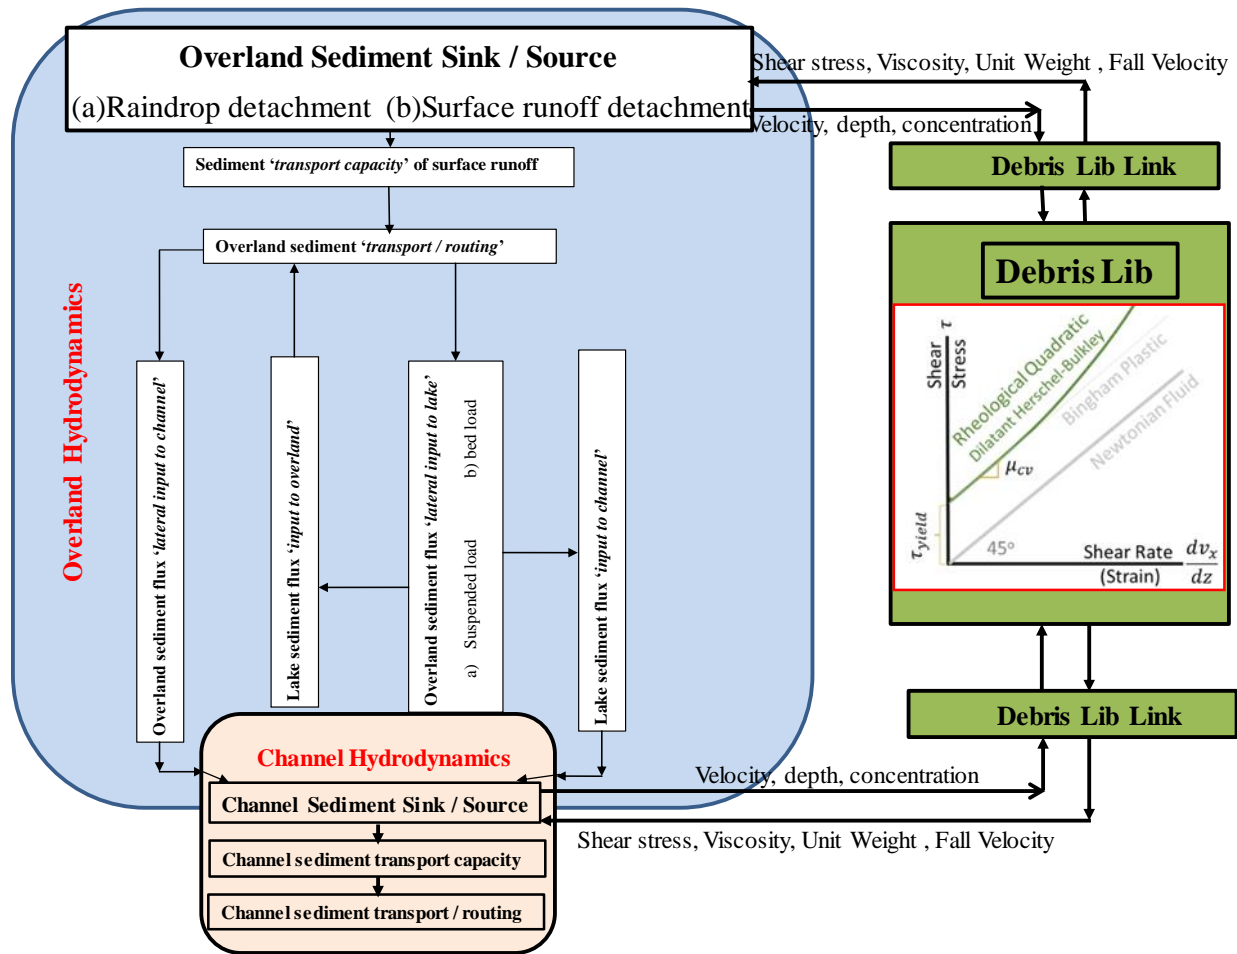 Overland Sediment Sink / Source
(a)Raindrop detachment (b)Surface runoff detachment
Shear stress, Viscosity, Unit Weight , Fall Velocity
Velocity, depth, concentration
Sediment ‘transport capacity’ of surface runoff
Overland sediment ‘transport / routing’
Overland Hydrodynamics
Overland sediment flux ‘lateral input to channel’
Lake sediment flux ‘input to overland’
Overland sediment flux ‘lateral input to lake’
a) Suspended load b) bed load
Lake sediment flux ‘input to channel’
Debris Lib Link
Debris Lib
Shear
Stress
τ
Rheological Quadratic
Dilatant Herschel-Bulkley
Bingham Plastic
Newtonian Fluid
μcv
τyield
45°
Shear Rate
(Strain)
dvx
dz
Debris Lib Link
Channel Hydrodynamics
Channel Sediment Sink / Source
Channel sediment transport capacity
Channel sediment transport / routing
Velocity, depth, concentration
Shear stress, Viscosity, Unit Weight , Fall Velocity